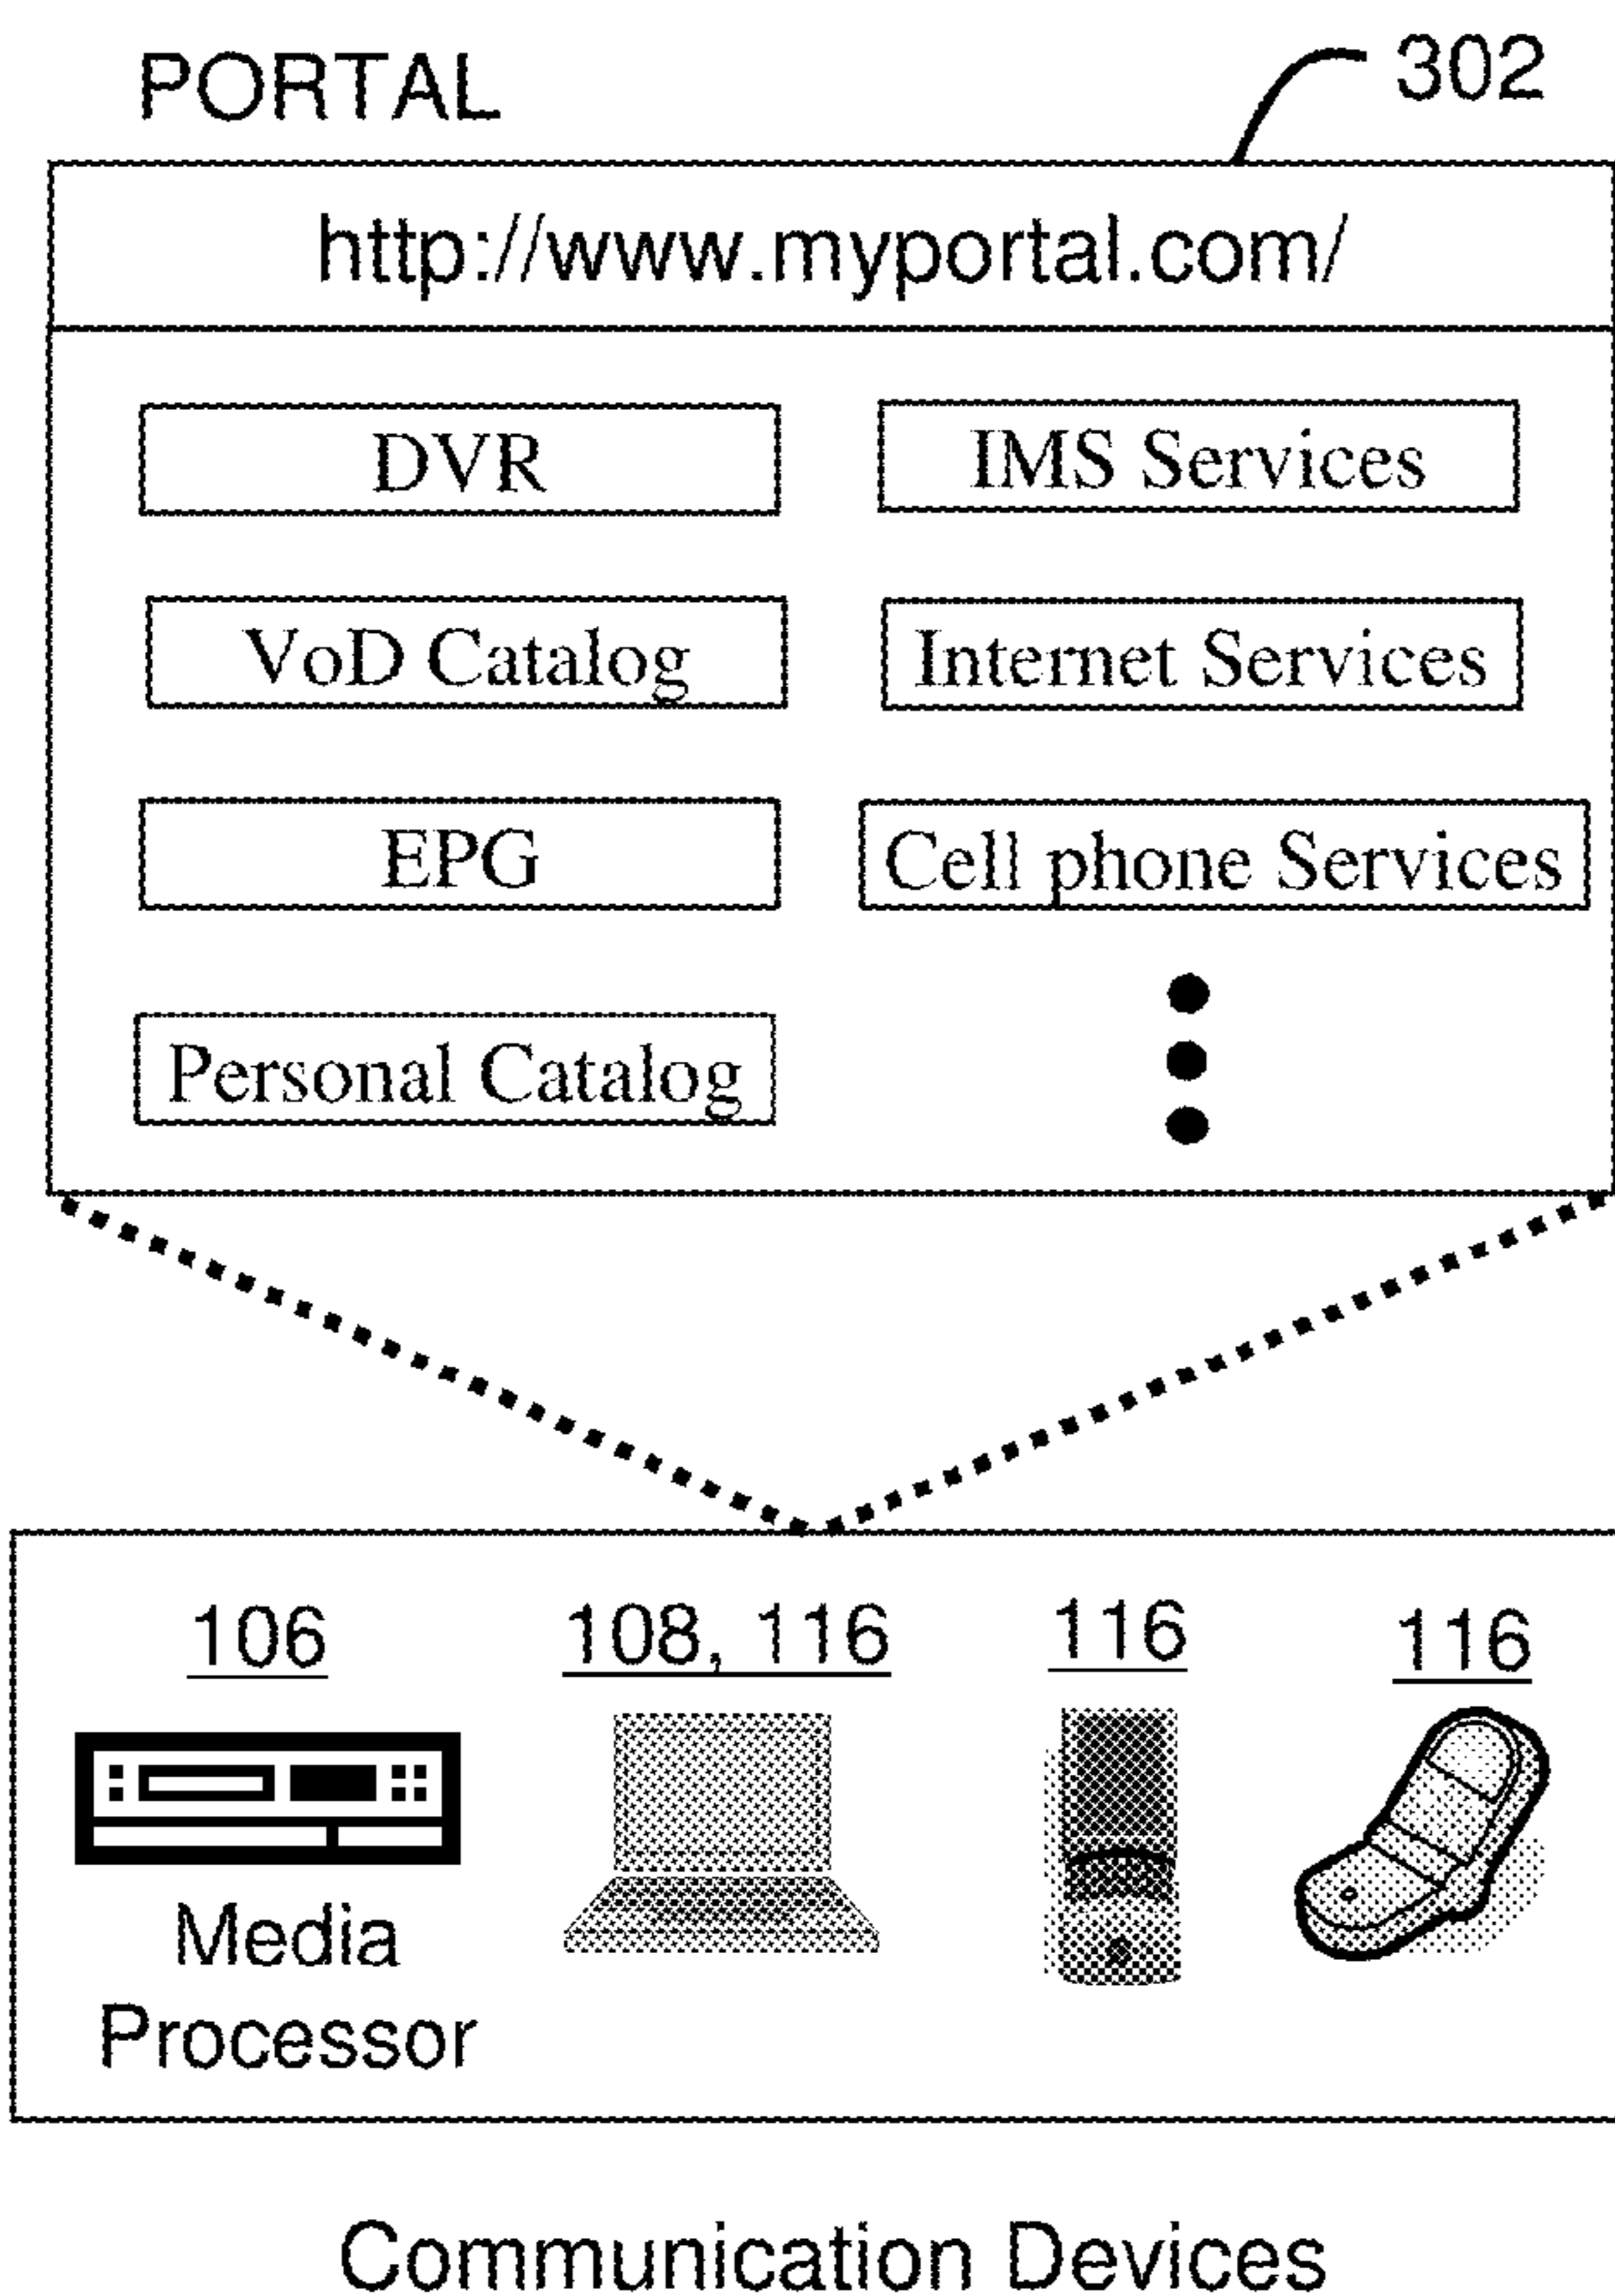 PORTAL
302
http://www.myportal.com/
DVR
IMS Services
VoD Catalog
Internet Services
EPG
Cell phone Services
Personal Catalog
106
108, 116
116
116
Media
Processor
Communication Devices